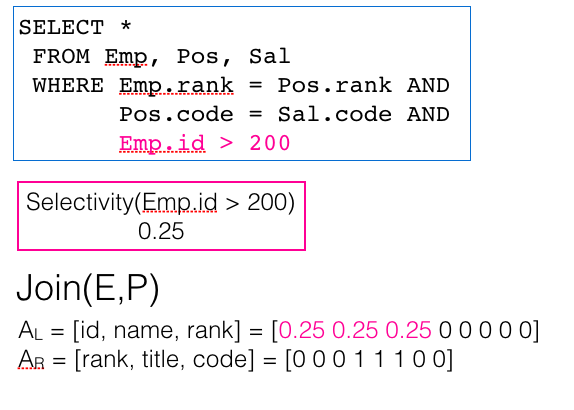 SELECT *
FROM Emp, Pos, Sal
WHERE Emp.rank = Pos.rank AND
Pos.code = Sal.code AND
Emp.id > 200
Selectivity(Emp.id > 200)
0.25
Join(E,P)
AL = [id, name, rank] = [0.25 0.25 0.25 0 0 0 0 0]
AR = [rank, title, code] = [0 0 0 1 1 1 0 0]